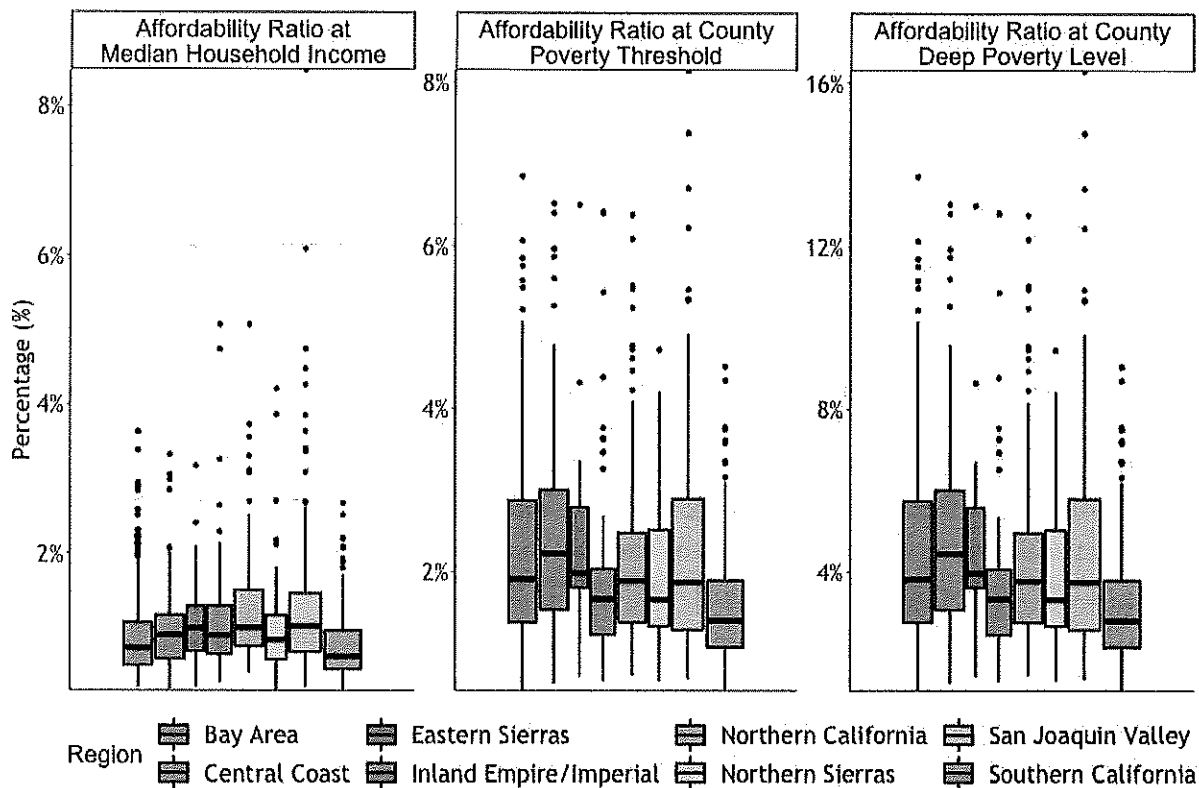 Affordability Ratio at
Median Household Income
Affordability Ratio at County
Poverty Threshold
Affordability Ratio at County
Deep Poverty Level
Percentage (%)
8%
6%
4%
2%
8%
6%
4%
2%
16%
12%
8%
4%
Region
Bay Area
Eastern Sierras
Northern California
San Joaquin Valley
Central Coast
Inland Empire/Imperial
Northern Sierras
Southern California